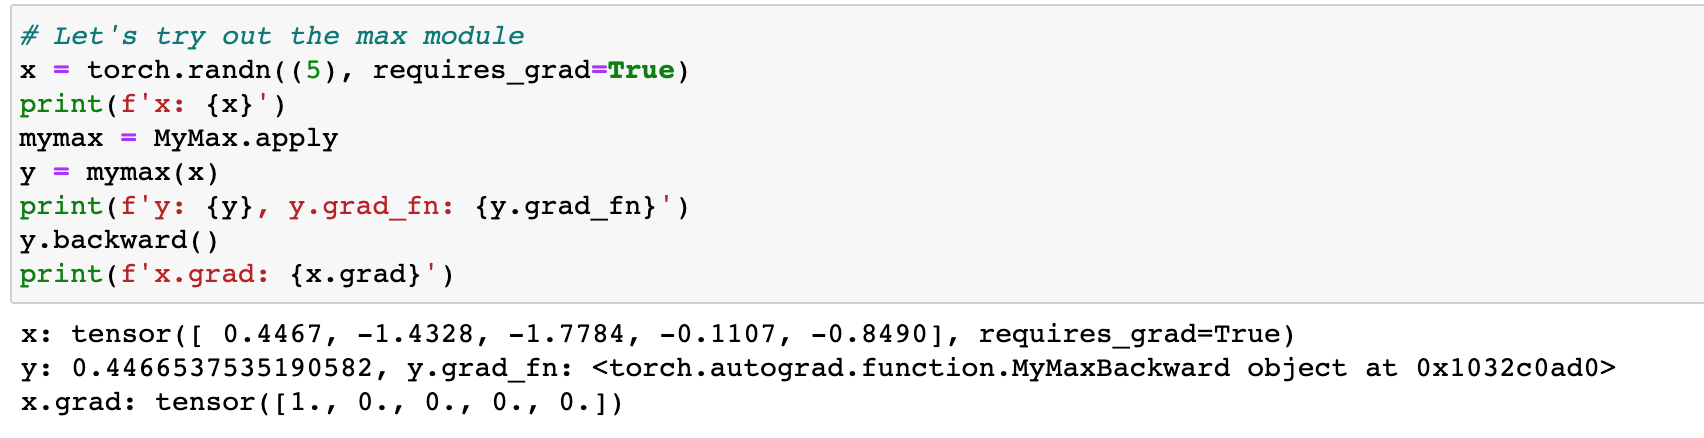 # Let's try out the max module
x = torch.randn((5), requires_grad=True)
print(f'x: {x}')
mymax = MyMax.apply
y = mymax(x)
print(f'y: {y}, y.grad_fn: {y.grad_fn}')
y.backward()
print(f'x.grad: {x.grad}')
x: tensor([ 0.4467, -1.4328, -1.7784, -0.1107, -0.8490], requires_grad=True)
y: 0.4466537535190582, y.grad_fn: <torch.autograd.function.MyMaxBackward object at 0x1032c0ad0>
x.grad: tensor([1., 0., 0., 0., 0.])